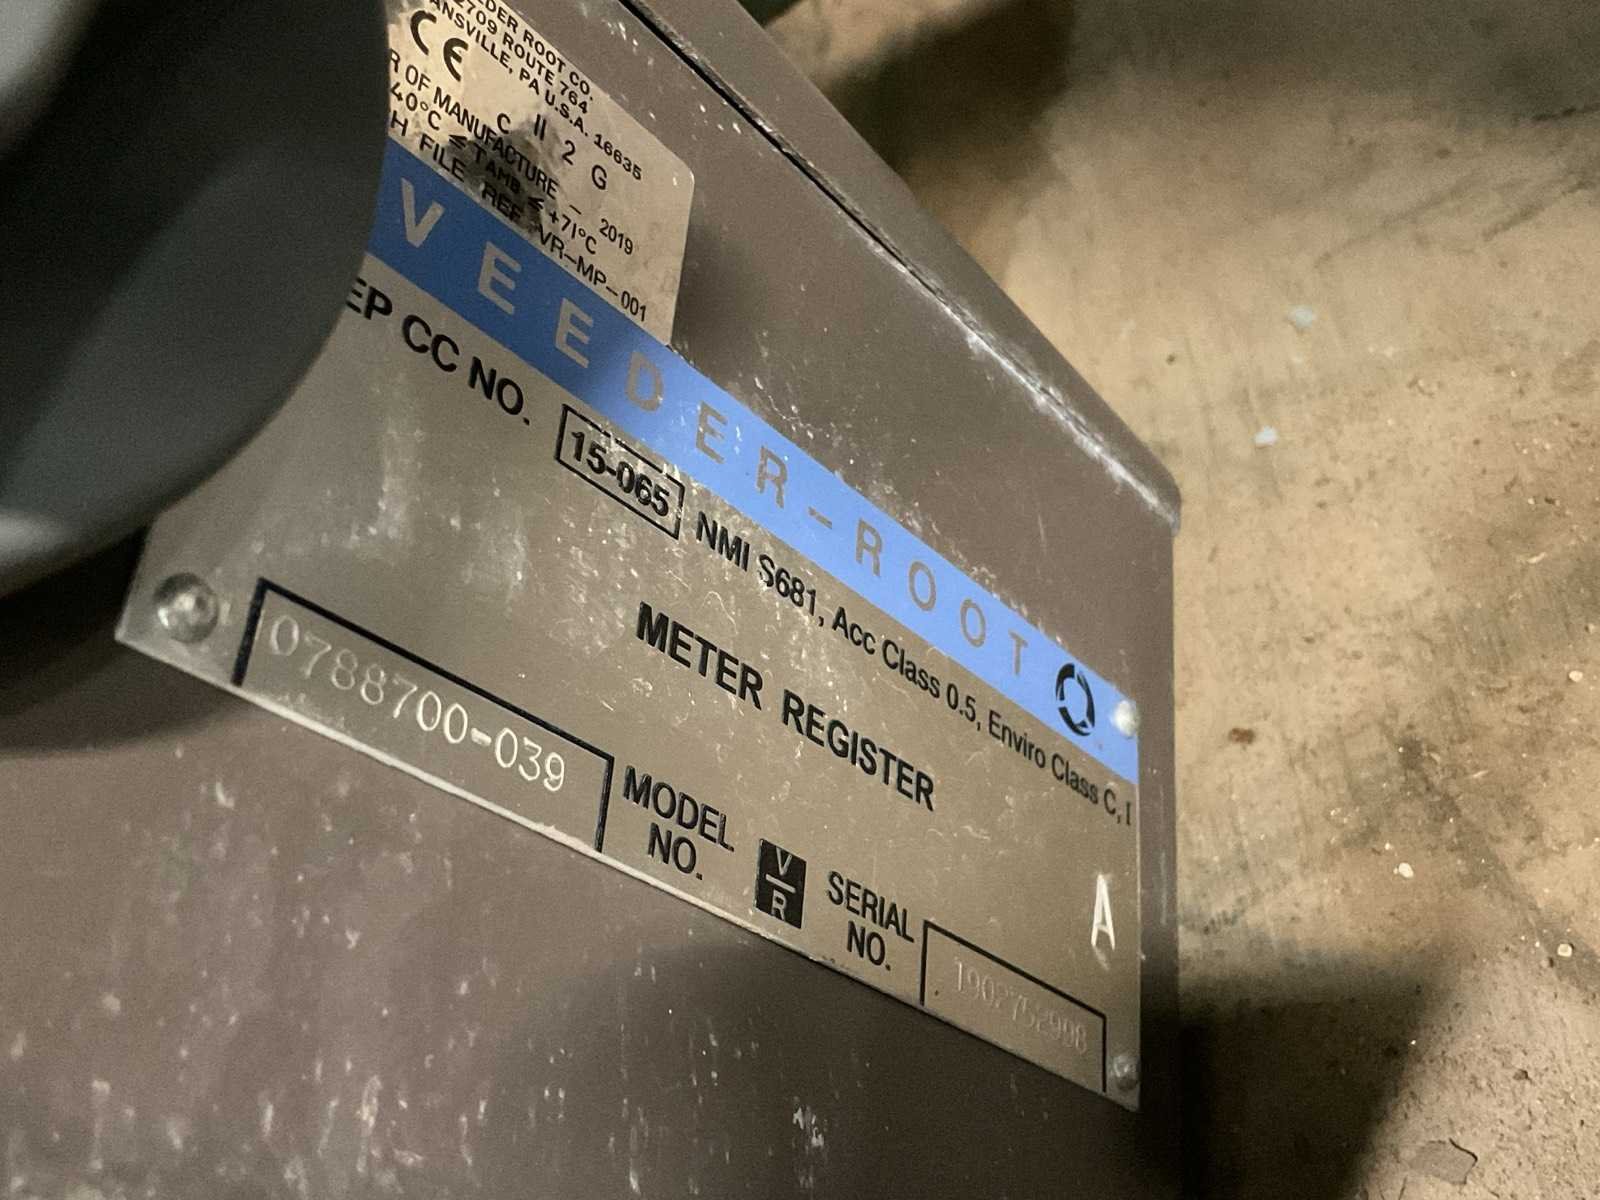 DER ROOT CO.
2709 ROUTE 764
ANSVILLE, PA U.S.A. 16635
CE
C II 2 G
R OF MANUFACTURE – 2019
40°C ≤ TAMB ≤ +71°C
H FILE REF VR–MP–001
VEEDER–ROOT
EP CC NO. 15-065 NMI S681, Acc Class 0.5, Enviro Class C, I
METER REGISTER
0788700-039 MODEL NO. V/R SERIAL NO.
A